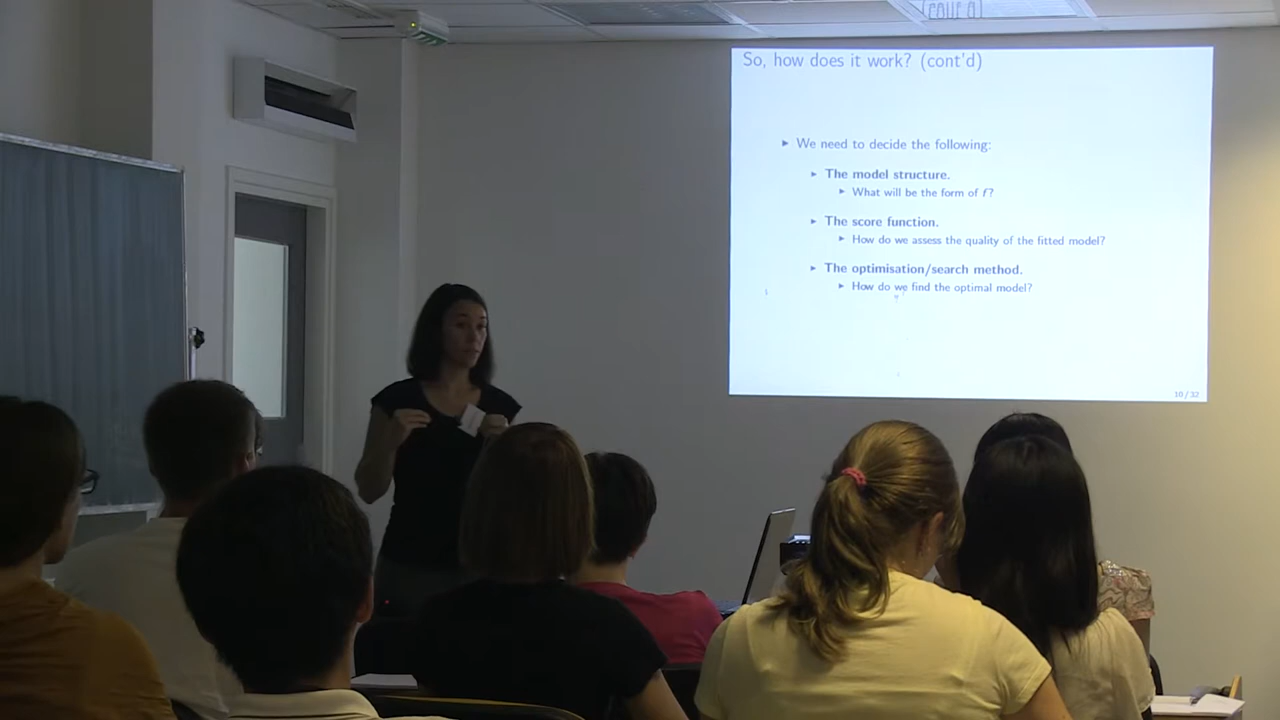 So, how does it work? (cont'd)
► We need to decide the following:
► The model structure.
► What will be the form of f?
► The score function.
► How do we assess the quality of the fitted model?
► The optimisation/search method.
► How do we find the optimal model?
10 / 32